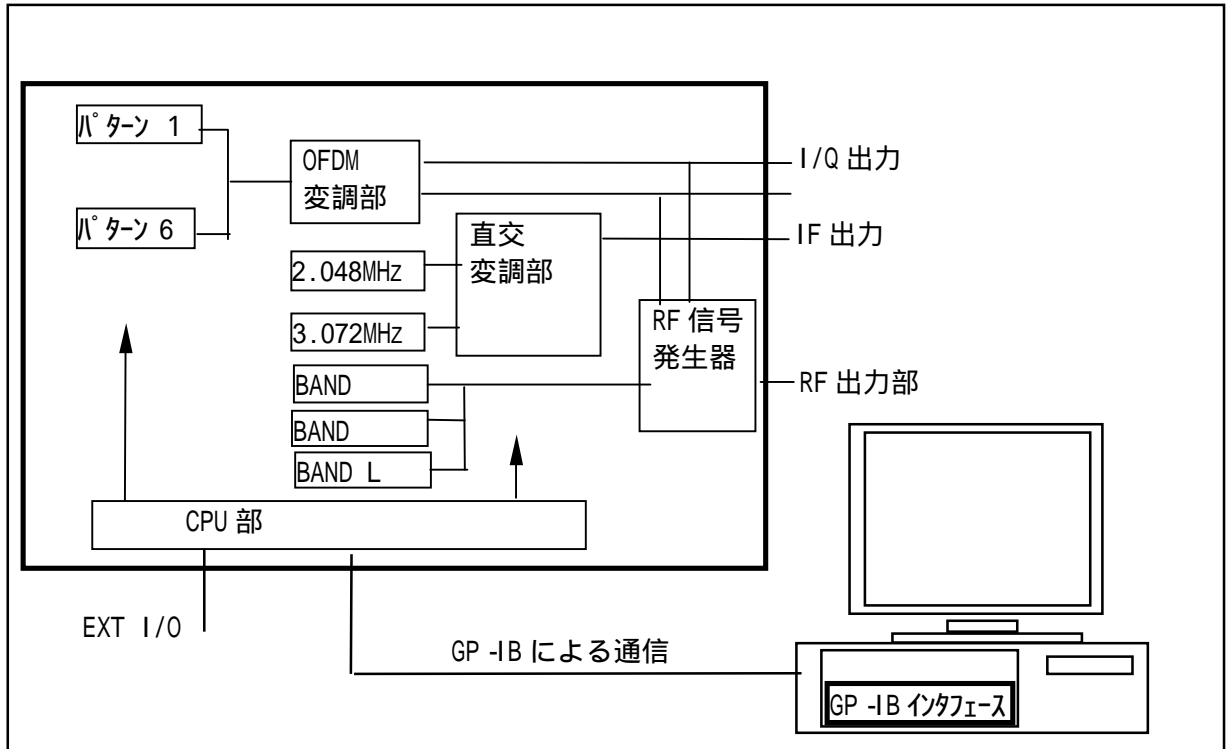 パターン 1
OFDM
変調部
I/Q 出力
パターン 6
直交
変調部
IF 出力
2.048MHz
3.072MHz
RF 信号
発生器
BAND
RF 出力部
BAND
BAND L
CPU 部
EXT I/O
GP -IB による通信
GP -IB インタフェース